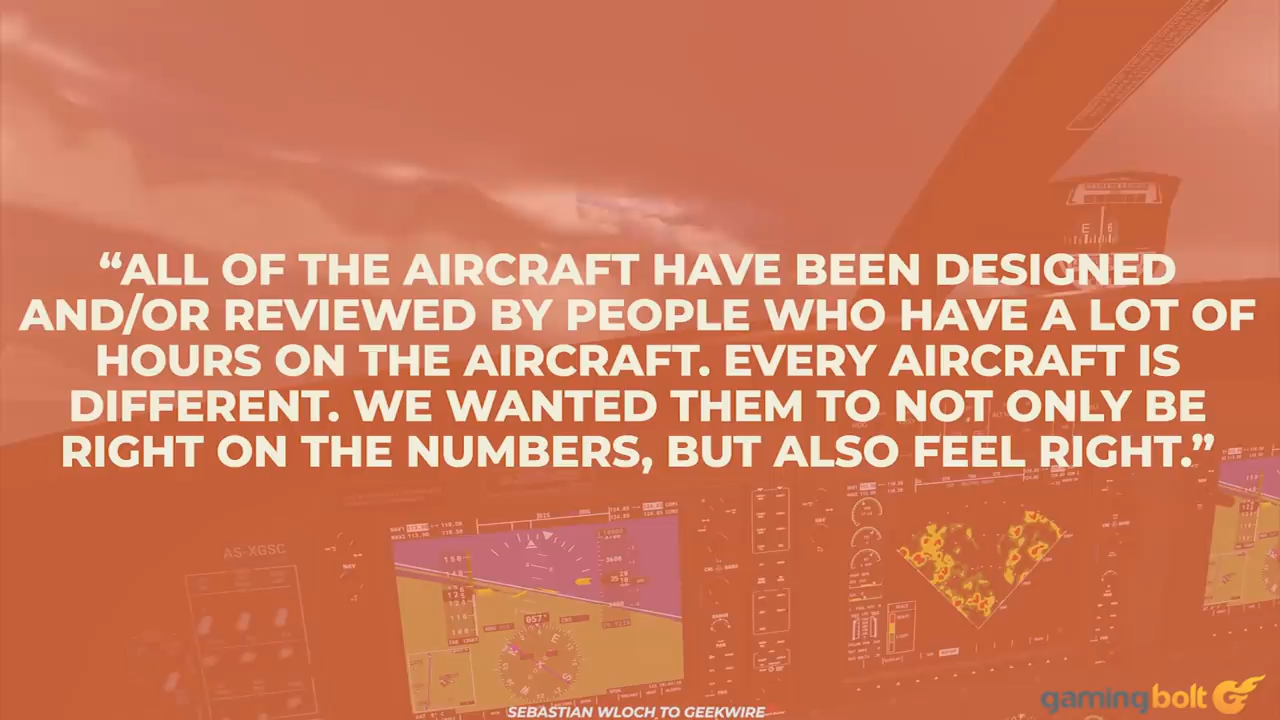 “ALL OF THE AIRCRAFT HAVE BEEN DESIGNED
AND/OR REVIEWED BY PEOPLE WHO HAVE A LOT OF
HOURS ON THE AIRCRAFT. EVERY AIRCRAFT IS
DIFFERENT. WE WANTED THEM TO NOT ONLY BE
RIGHT ON THE NUMBERS, BUT ALSO FEEL RIGHT.”
AS-XGSC
057°
SEBASTIAN WLOCH TO GEEKWIRE
gamingbolt